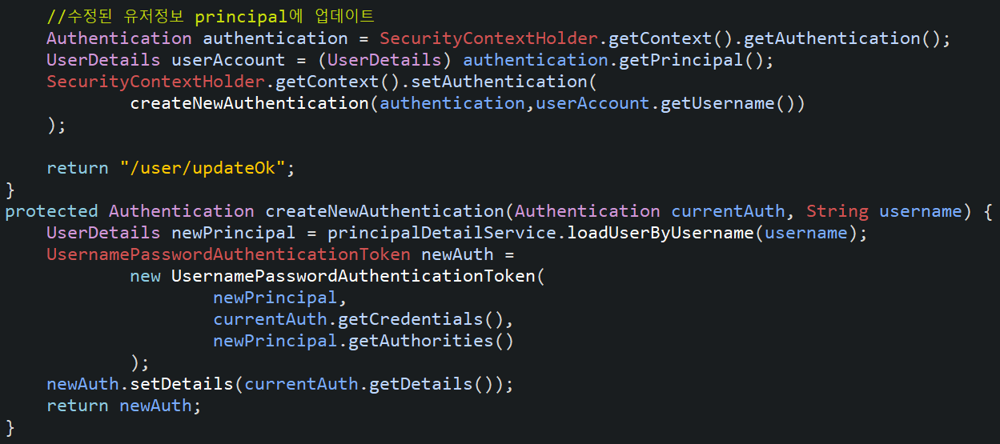 //수정된 유저정보 principal에 업데이트
Authentication authentication = SecurityContextHolder.getContext().getAuthentication();
UserDetails userAccount = (UserDetails) authentication.getPrincipal();
SecurityContextHolder.getContext().setAuthentication(
createNewAuthentication(authentication,userAccount.getUsername())
);
return "/user/updateOk";
}
protected Authentication createNewAuthentication(Authentication currentAuth, String username) {
UserDetails newPrincipal = principalDetailService.loadUserByUsername(username);
UsernamePasswordAuthenticationToken newAuth =
new UsernamePasswordAuthenticationToken(
newPrincipal,
currentAuth.getCredentials(),
newPrincipal.getAuthorities()
);
newAuth.setDetails(currentAuth.getDetails());
return newAuth;
}